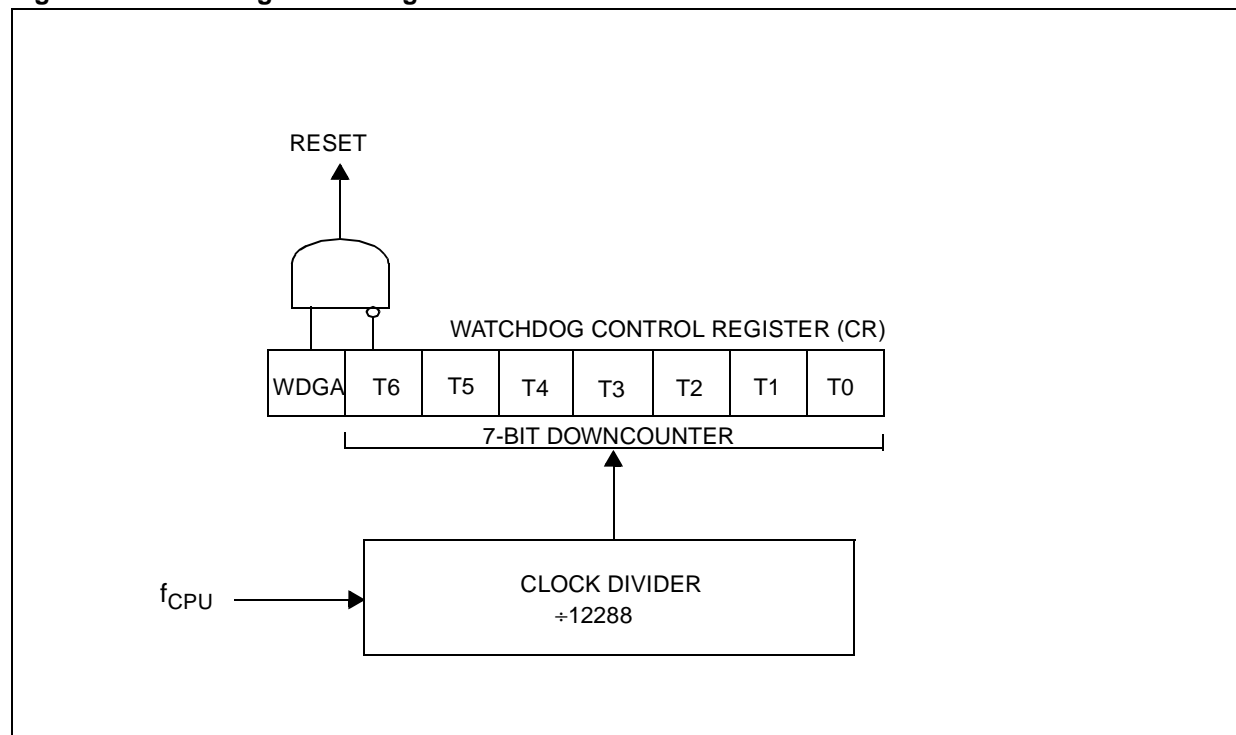 RESET
WATCHDOG CONTROL REGISTER (CR)
WDGA T6 T5 T4 T3 T2 T1 T0
7-BIT DOWNCOUNTER
fCPU
CLOCK DIVIDER
÷12288